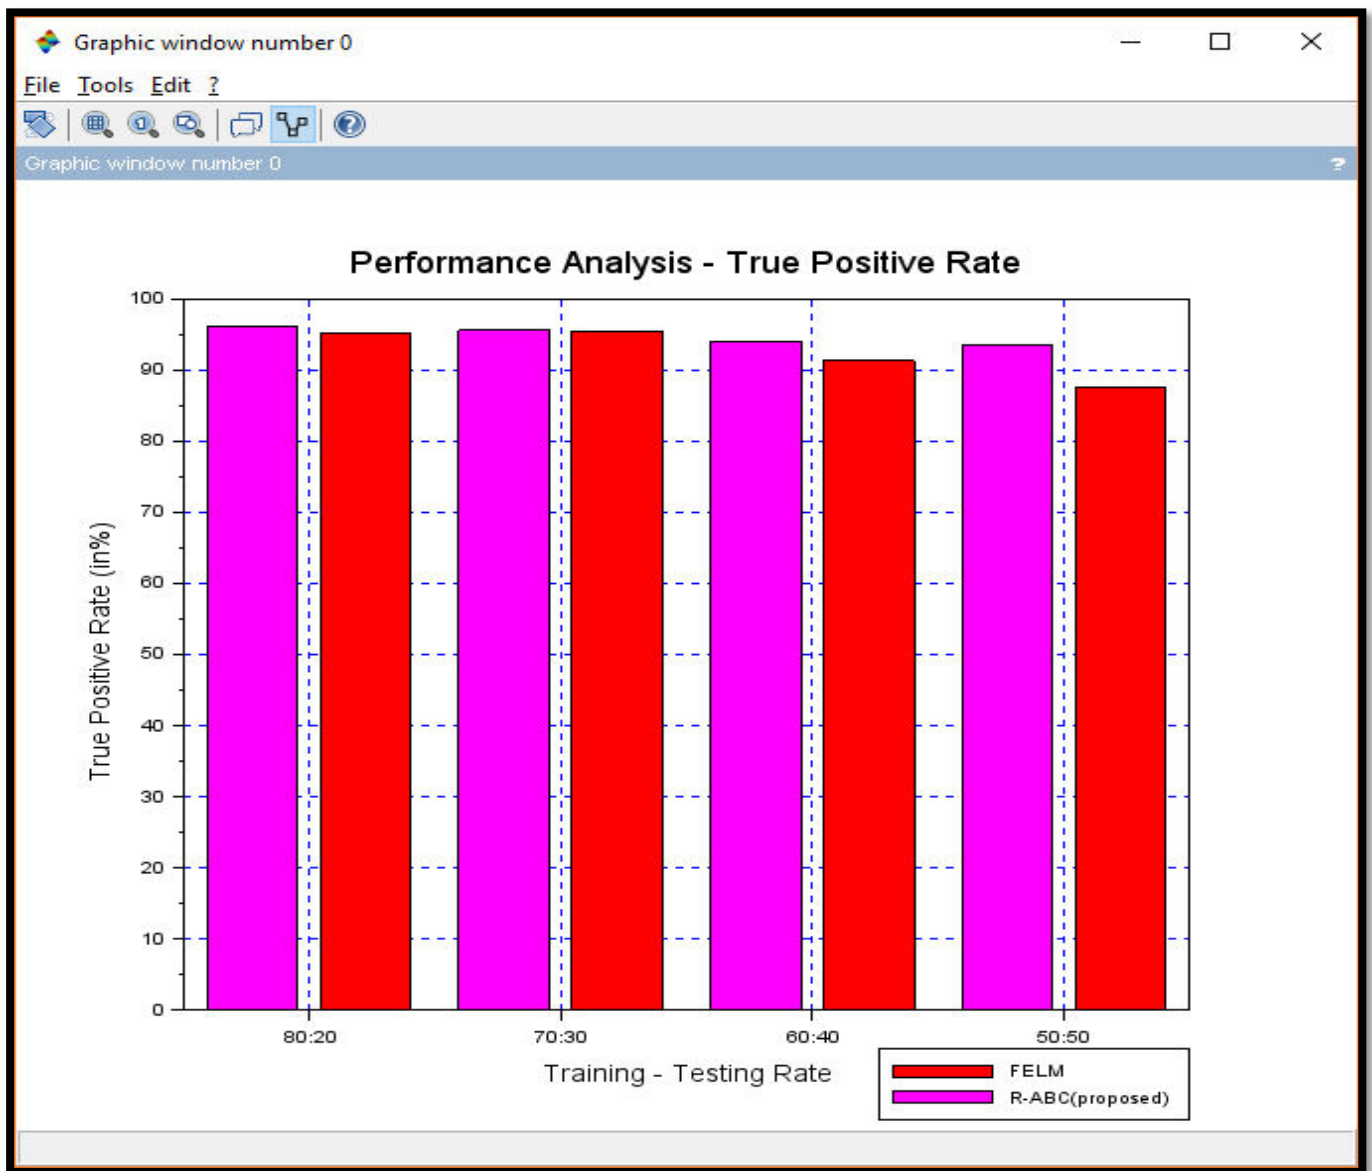 Graphic window number 0
File Tools Edit ?
Graphic window number 0 ?
Performance Analysis - True Positive Rate
True Positive Rate (in%)
100
90
80
70
60
50
40
30
20
10
0
80:20 70:30 60:40 50:50
Training - Testing Rate
FELM
R-ABC(proposed)